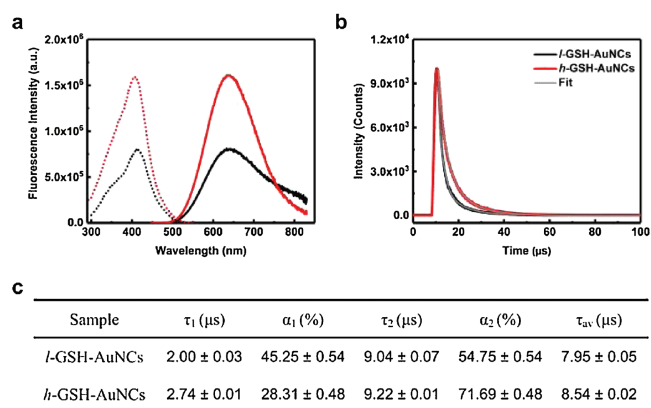 a
Fluorescence Intensity (a.u.)
2.0x10⁶
1.5x10⁶
1.0x10⁶
5.0x10⁵
0.0
300 400 500 600 700 800
Wavelength (nm)
b
Intensity (Counts)
1.2x10⁴
9.0x10³
6.0x10³
3.0x10³
0.0
0 20 40 60 80 100
Time (µs)
l-GSH-AuNCs
h-GSH-AuNCs
Fit
c
Sample τ₁ (µs) α₁ (%) τ₂ (µs) α₂ (%) τav (µs)
l-GSH-AuNCs 2.00 ± 0.03 45.25 ± 0.54 9.04 ± 0.07 54.75 ± 0.54 7.95 ± 0.05
h-GSH-AuNCs 2.74 ± 0.01 28.31 ± 0.48 9.22 ± 0.01 71.69 ± 0.48 8.54 ± 0.02